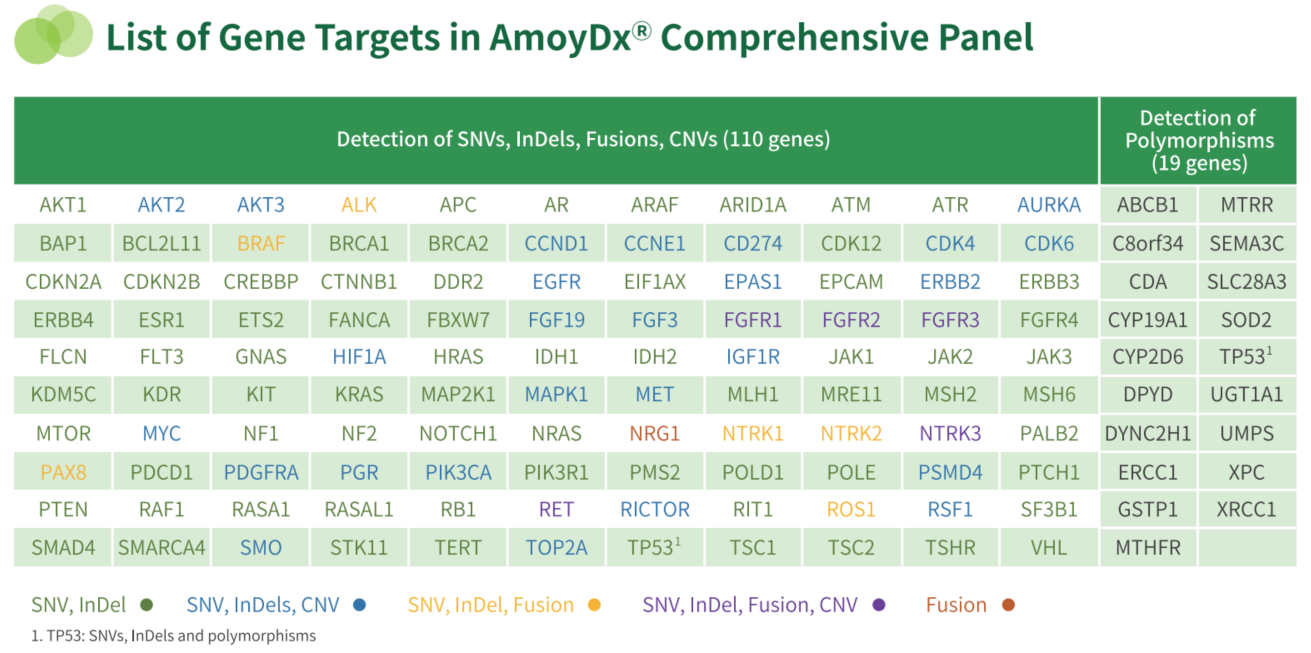 List of Gene Targets in AmoyDx® Comprehensive Panel
Detection of SNVs, InDels, Fusions, CNVs (110 genes)
Detection of
Polymorphisms
(19 genes)
AKT1 AKT2 AKT3 ALK APC AR ARAF ARID1A ATM ATR AURKA ABCB1 MTRR
BAP1 BCL2L11 BRAF BRCA1 BRCA2 CCND1 CCNE1 CD274 CDK12 CDK4 CDK6 C8orf34 SEMA3C
CDKN2A CDKN2B CREBBP CTNNB1 DDR2 EGFR EIF1AX EPAS1 EPCAM ERBB2 ERBB3 CDA SLC28A3
ERBB4 ESR1 ETS2 FANCA FBXW7 FGF19 FGF3 FGFR1 FGFR2 FGFR3 FGFR4 CYP19A1 SOD2
FLCN FLT3 GNAS HIF1A HRAS IDH1 IDH2 IGF1R JAK1 JAK2 JAK3 CYP2D6 TP53¹
KDM5C KDR KIT KRAS MAP2K1 MAPK1 MET MLH1 MRE11 MSH2 MSH6 DPYD UGT1A1
MTOR MYC NF1 NF2 NOTCH1 NRAS NRG1 NTRK1 NTRK2 NTRK3 PALB2 DYNC2H1 UMPS
PAX8 PDCD1 PDGFRA PGR PIK3CA PIK3R1 PMS2 POLD1 POLE PSMD4 PTCH1 ERCC1 XPC
PTEN RAF1 RASA1 RASAL1 RB1 RET RICTOR RIT1 ROS1 RSF1 SF3B1 GSTP1 XRCC1
SMAD4 SMARCA4 SMO STK11 TERT TOP2A TP53¹ TSC1 TSC2 TSHR VHL MTHFR
SNV, InDel SNV, InDels, CNV SNV, InDel, Fusion SNV, InDel, Fusion, CNV Fusion
1. TP53: SNVs, InDels and polymorphisms